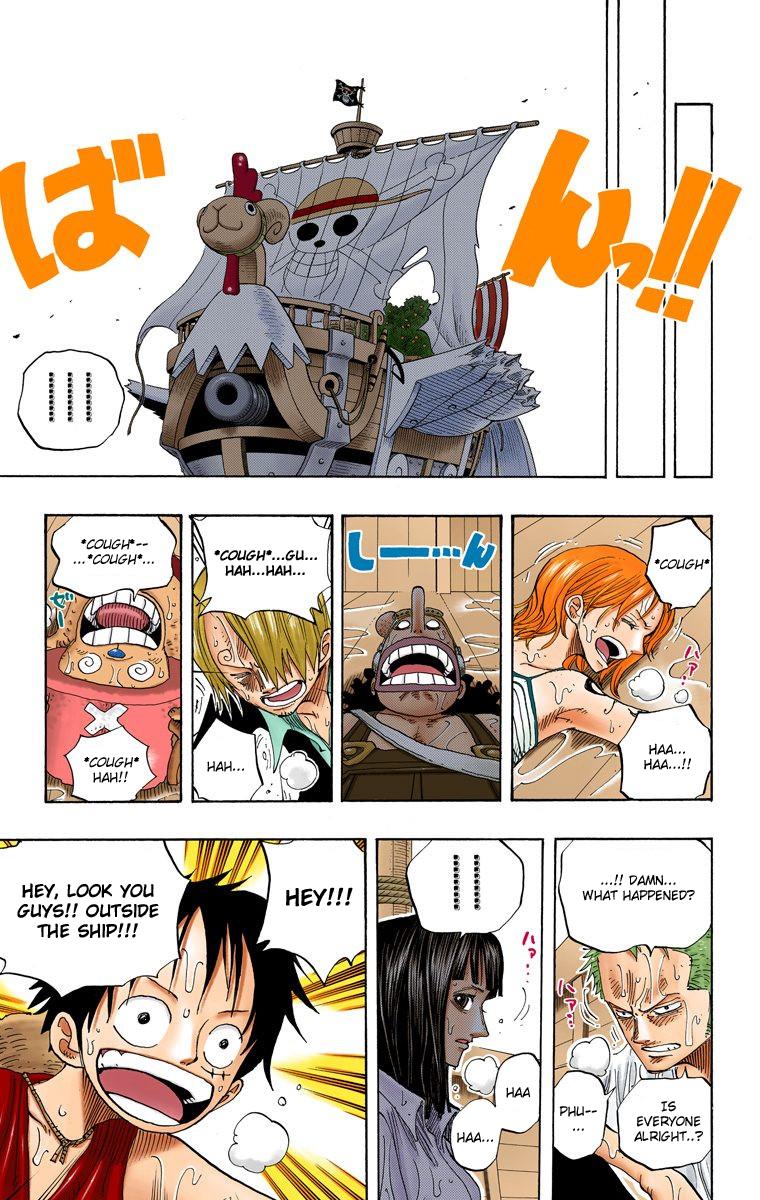 ば
んっ!!
.........
*COUGH*
ハァ…
HAA...
HAA...!!
しー…ん
*COUGH*...GU...
HAH...HAH...
HAH...
*COUGH*--
...*COUGH*...
ゼー
*COUGH*
HAH!!
...!! DAMN...
WHAT HAPPENED?
ハァ…
PHU--
...
IS
EVERYONE
ALRIGHT..?
......
ハァ…
HAA
HAA...
HEY!!!
HEY, LOOK YOU
GUYS!! OUTSIDE
THE SHIP!!!